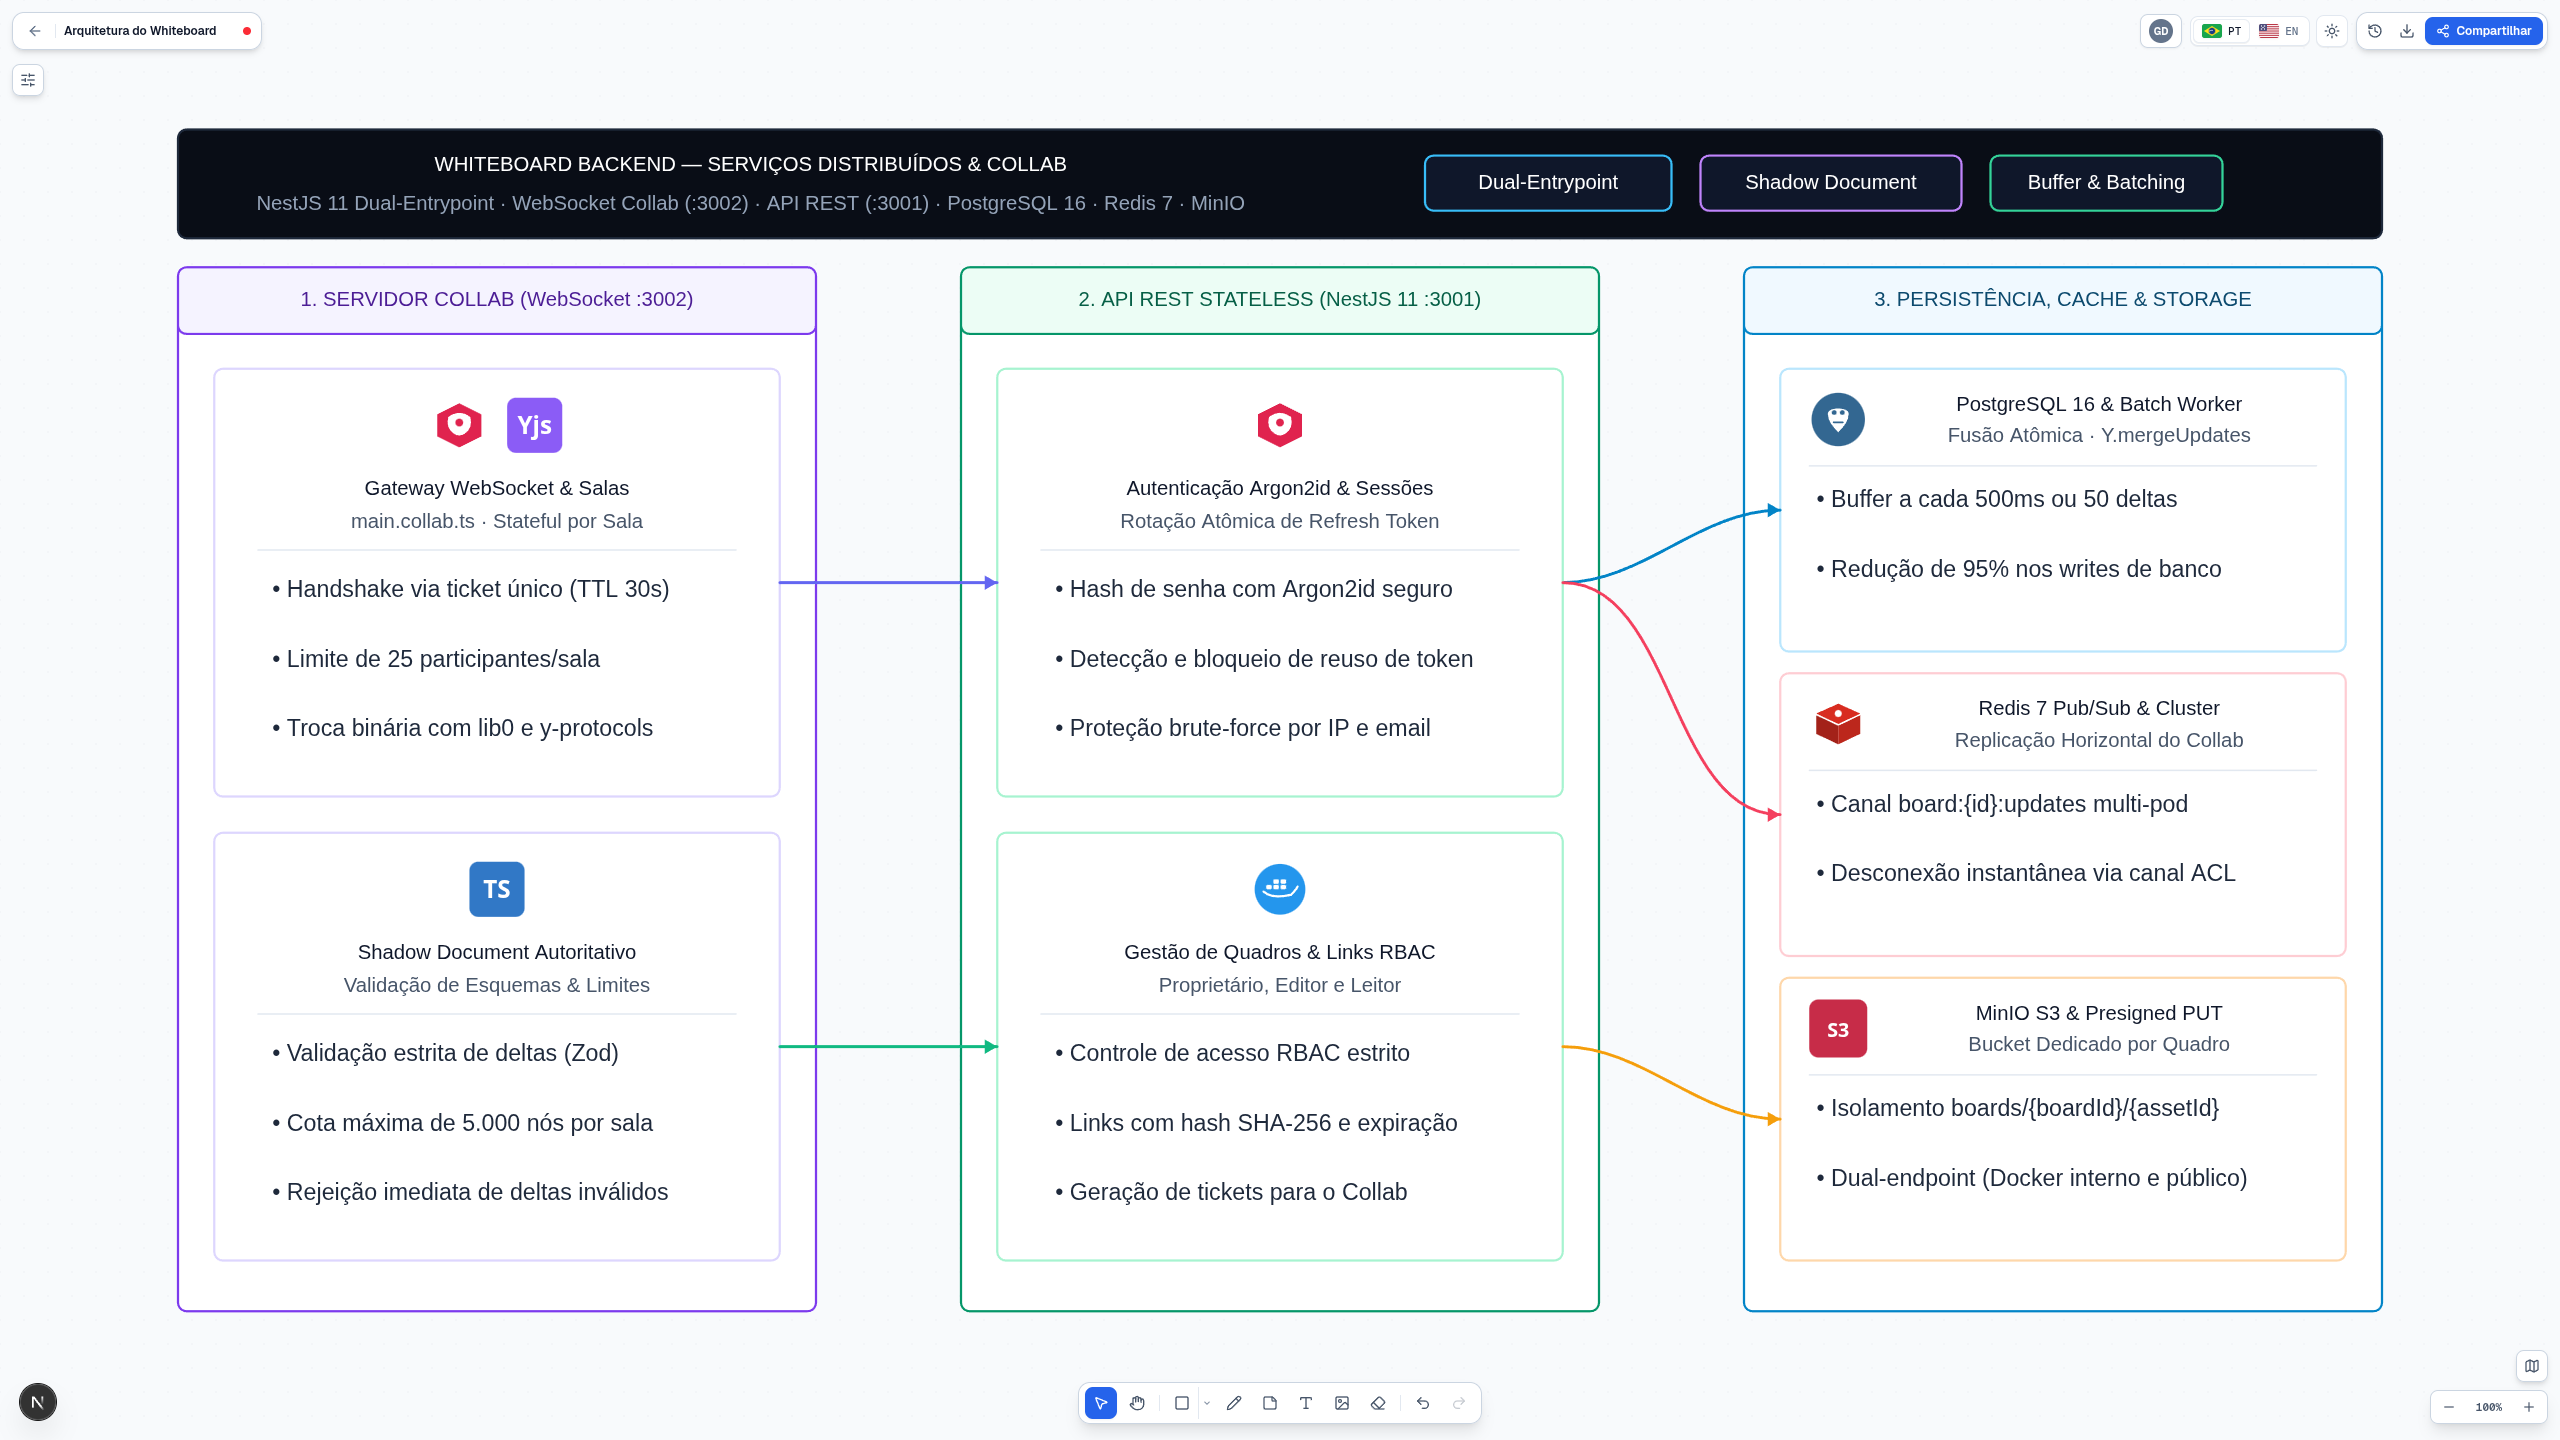 Arquitetura do Whiteboard
GD
PT
EN
Compartilhar
WHITEBOARD BACKEND — SERVIÇOS DISTRIBUÍDOS & COLLAB
NestJS 11 Dual-Entrypoint · WebSocket Collab (:3002) · API REST (:3001) · PostgreSQL 16 · Redis 7 · MinIO
Dual-Entrypoint
Shadow Document
Buffer & Batching
1. SERVIDOR COLLAB (WebSocket :3002)
Yjs
Gateway WebSocket & Salas
main.collab.ts · Stateful por Sala
• Handshake via ticket único (TTL 30s)
• Limite de 25 participantes/sala
• Troca binária com lib0 e y-protocols
TS
Shadow Document Autoritativo
Validação de Esquemas & Limites
• Validação estrita de deltas (Zod)
• Cota máxima de 5.000 nós por sala
• Rejeição imediata de deltas inválidos
2. API REST STATELESS (NestJS 11 :3001)
Autenticação Argon2id & Sessões
Rotação Atômica de Refresh Token
• Hash de senha com Argon2id seguro
• Detecção e bloqueio de reuso de token
• Proteção brute-force por IP e email
Gestão de Quadros & Links RBAC
Proprietário, Editor e Leitor
• Controle de acesso RBAC estrito
• Links com hash SHA-256 e expiração
• Geração de tickets para o Collab
3. PERSISTÊNCIA, CACHE & STORAGE
PostgreSQL 16 & Batch Worker
Fusão Atômica · Y.mergeUpdates
• Buffer a cada 500ms ou 50 deltas
• Redução de 95% nos writes de banco
Redis 7 Pub/Sub & Cluster
Replicação Horizontal do Collab
• Canal board:{id}:updates multi-pod
• Desconexão instantânea via canal ACL
S3
MinIO S3 & Presigned PUT
Bucket Dedicado por Quadro
• Isolamento boards/{boardId}/{assetId}
• Dual-endpoint (Docker interno e público)
N
100%